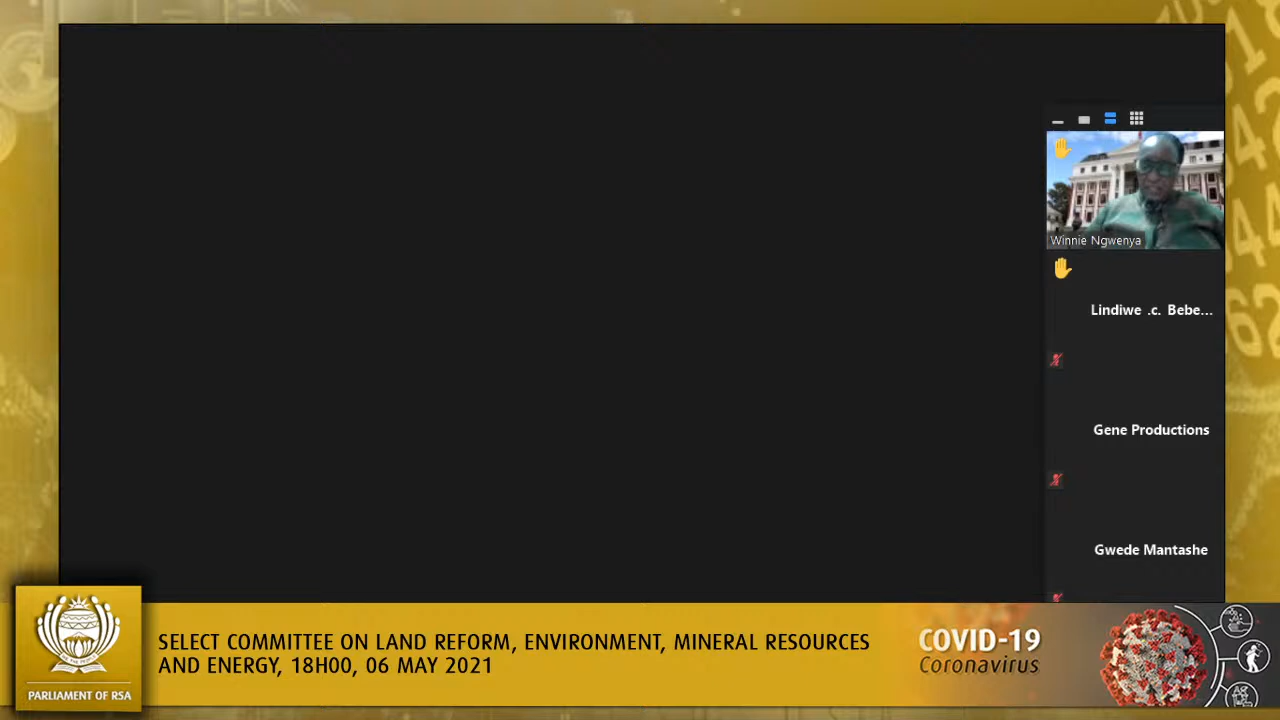 Winnie Ngwenya
Lindiwe .c. Bebe...
Gene Productions
Gwede Mantashe
SELECT COMMITTEE ON LAND REFORM, ENVIRONMENT, MINERAL RESOURCES
AND ENERGY, 18H00, 06 MAY 2021
COVID-19
Coronavirus
PARLIAMENT OF RSA